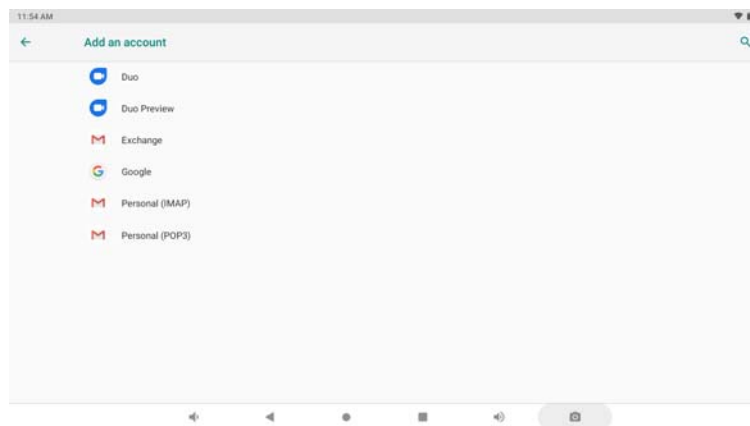 11:54 AM
Add an account
Duo
Duo Preview
Exchange
Google
Personal (IMAP)
Personal (POP3)